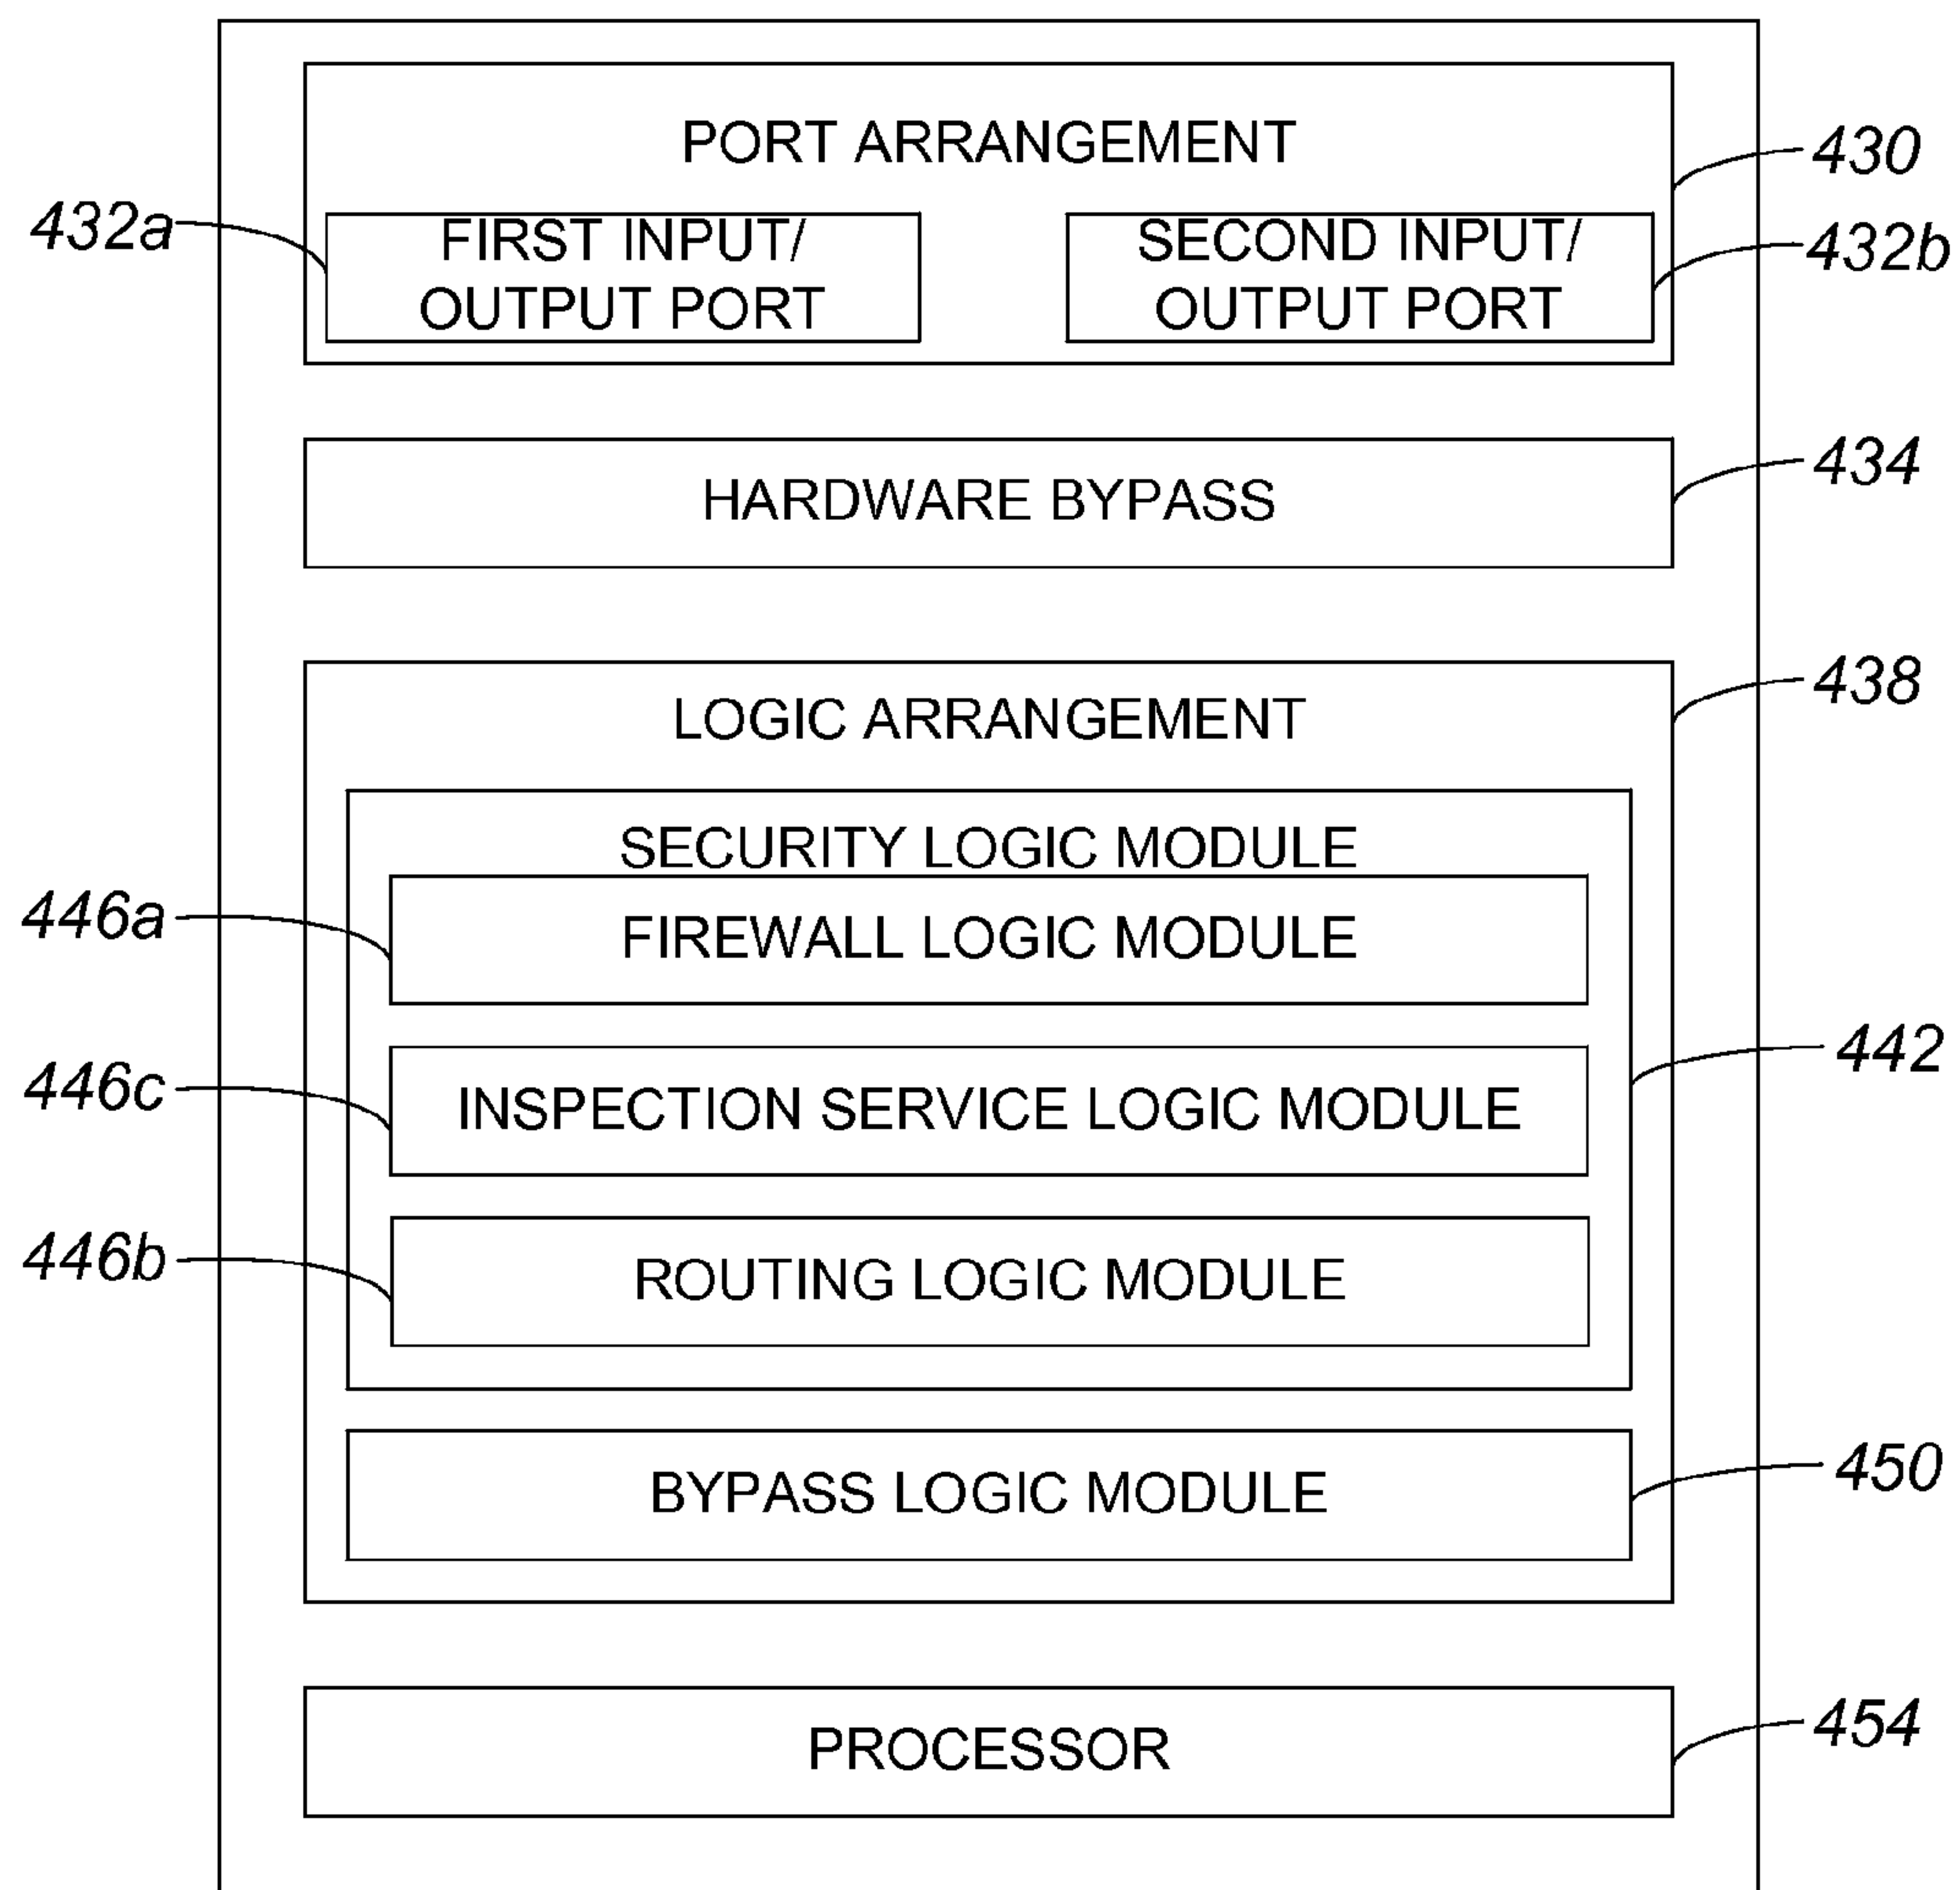 PORT ARRANGEMENT
430
432a
FIRST INPUT/
OUTPUT PORT
SECOND INPUT/
OUTPUT PORT
432b
HARDWARE BYPASS
434
438
LOGIC ARRANGEMENT
SECURITY LOGIC MODULE
446a
FIREWALL LOGIC MODULE
442
446c
INSPECTION SERVICE LOGIC MODULE
446b
ROUTING LOGIC MODULE
BYPASS LOGIC MODULE
450
PROCESSOR
454